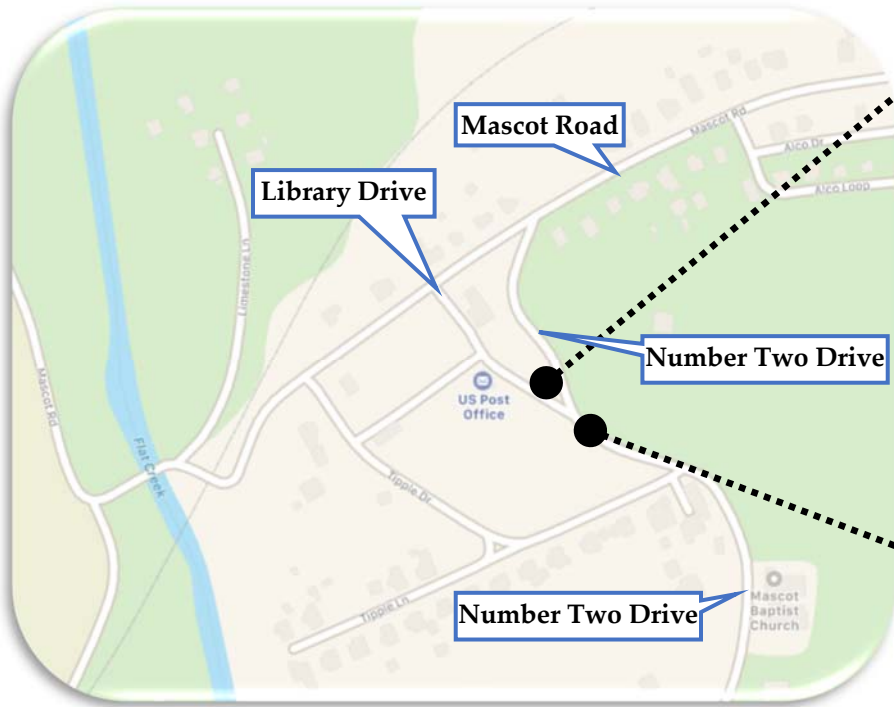 Mascot Road
Mascot Rd
Alco Dr
Alco Loop
Library Drive
Limestone Ln
Number Two Drive
US Post
Office
Mascot Rd
Flat Creek
Tipple Dr
Tipple Ln
Number Two Drive
Mascot
Baptist
Church